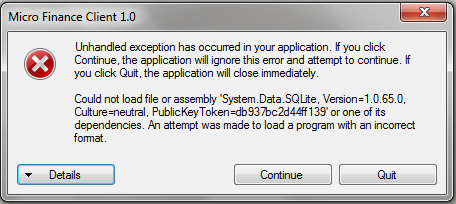 Micro Finance Client 1.0
Unhandled exception has occurred in your application. If you click
Continue, the application will ignore this error and attempt to continue. If
you click Quit, the application will close immediately.
Could not load file or assembly 'System.Data.SQLite, Version=1.0.65.0,
Culture=neutral, PublicKeyToken=db937bc2d44ff139' or one of its
dependencies. An attempt was made to load a program with an incorrect
format.
Details
Continue
Quit